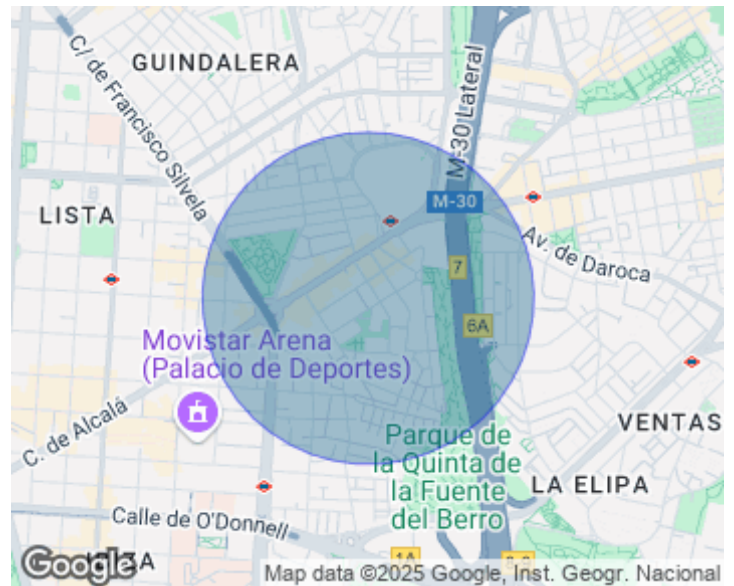 GUINDALERA
C/ de Francisco Silvela
M-30 Lateral
LISTA
M-30
Av. de Daroca
7
6A
Movistar Arena
(Palacio de Deportes)
C. de Alcalá
VENTAS
Parque de
la Quinta de
la Fuente
del Berro
LA ELIPA
Calle de O'Donnell
1A
Google
Map data ©2025 Google, Inst. Geogr. Nacional